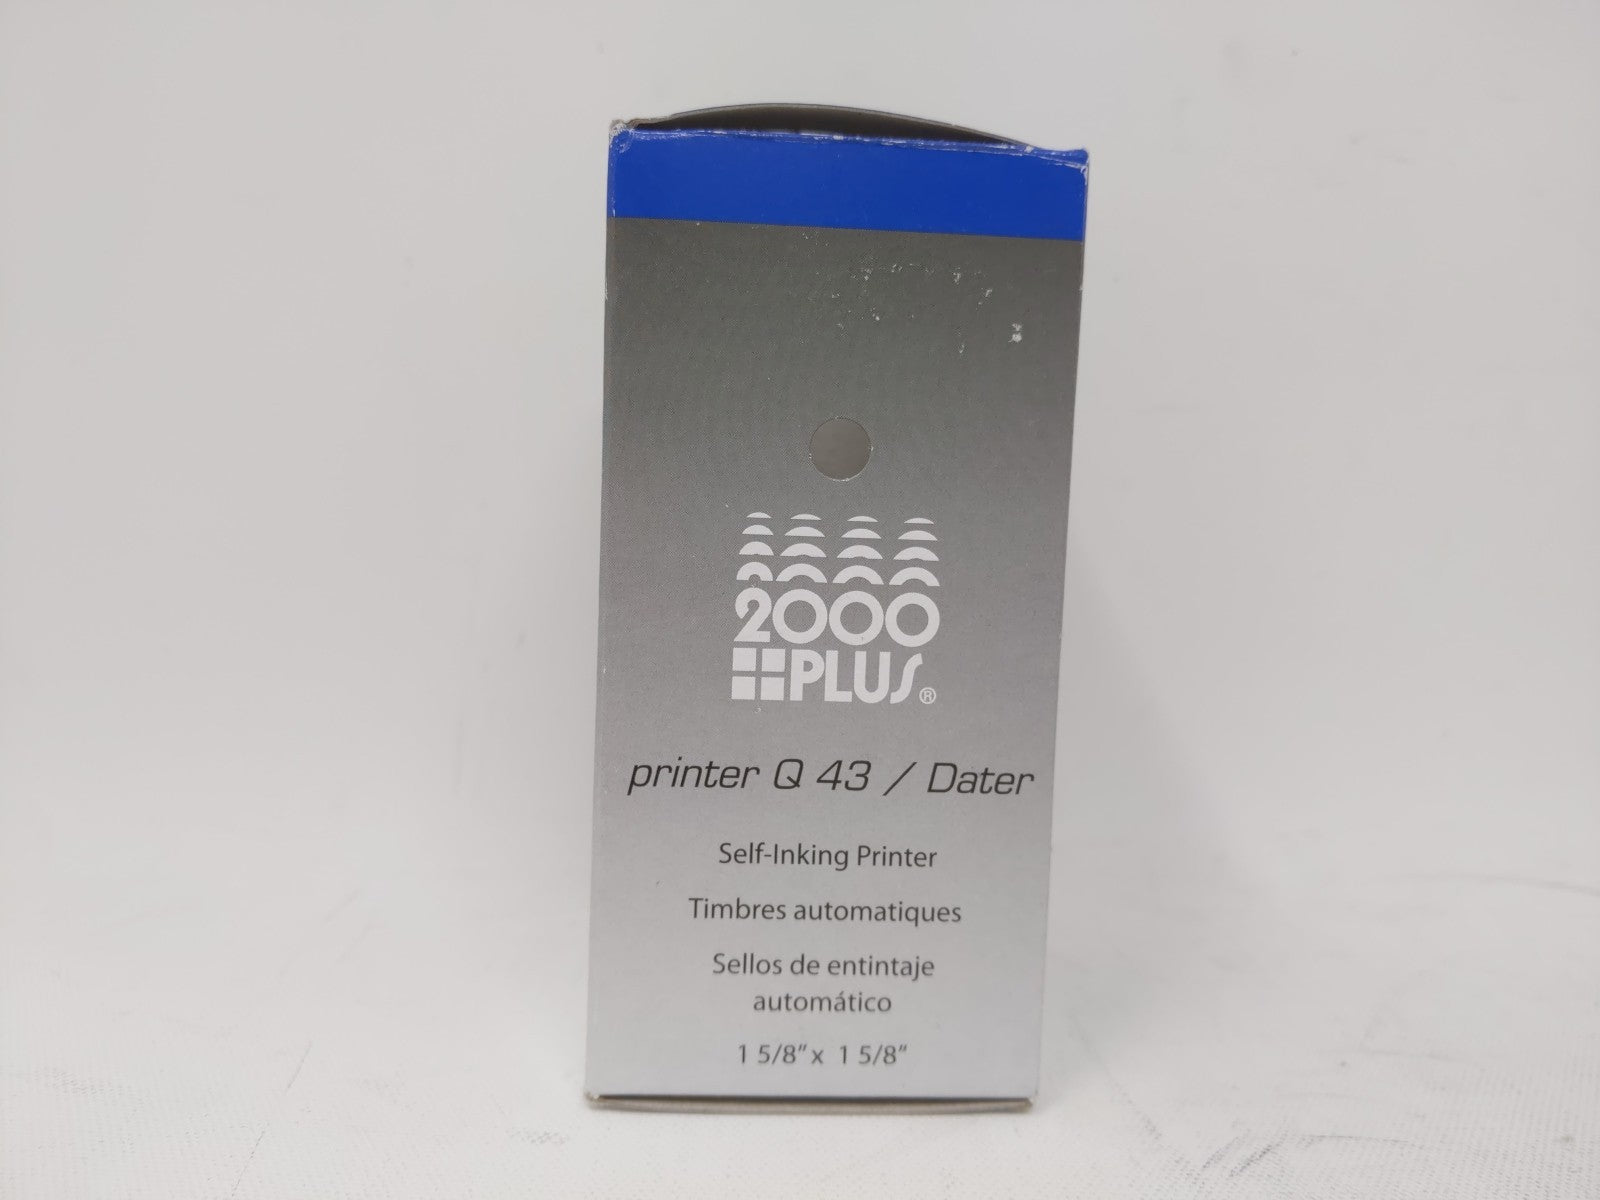 2000
PLUS®
printer Q 43 / Dater
Self-Inking Printer
Timbres automatiques
Sellos de entintaje
automático
1 5/8" x 1 5/8"